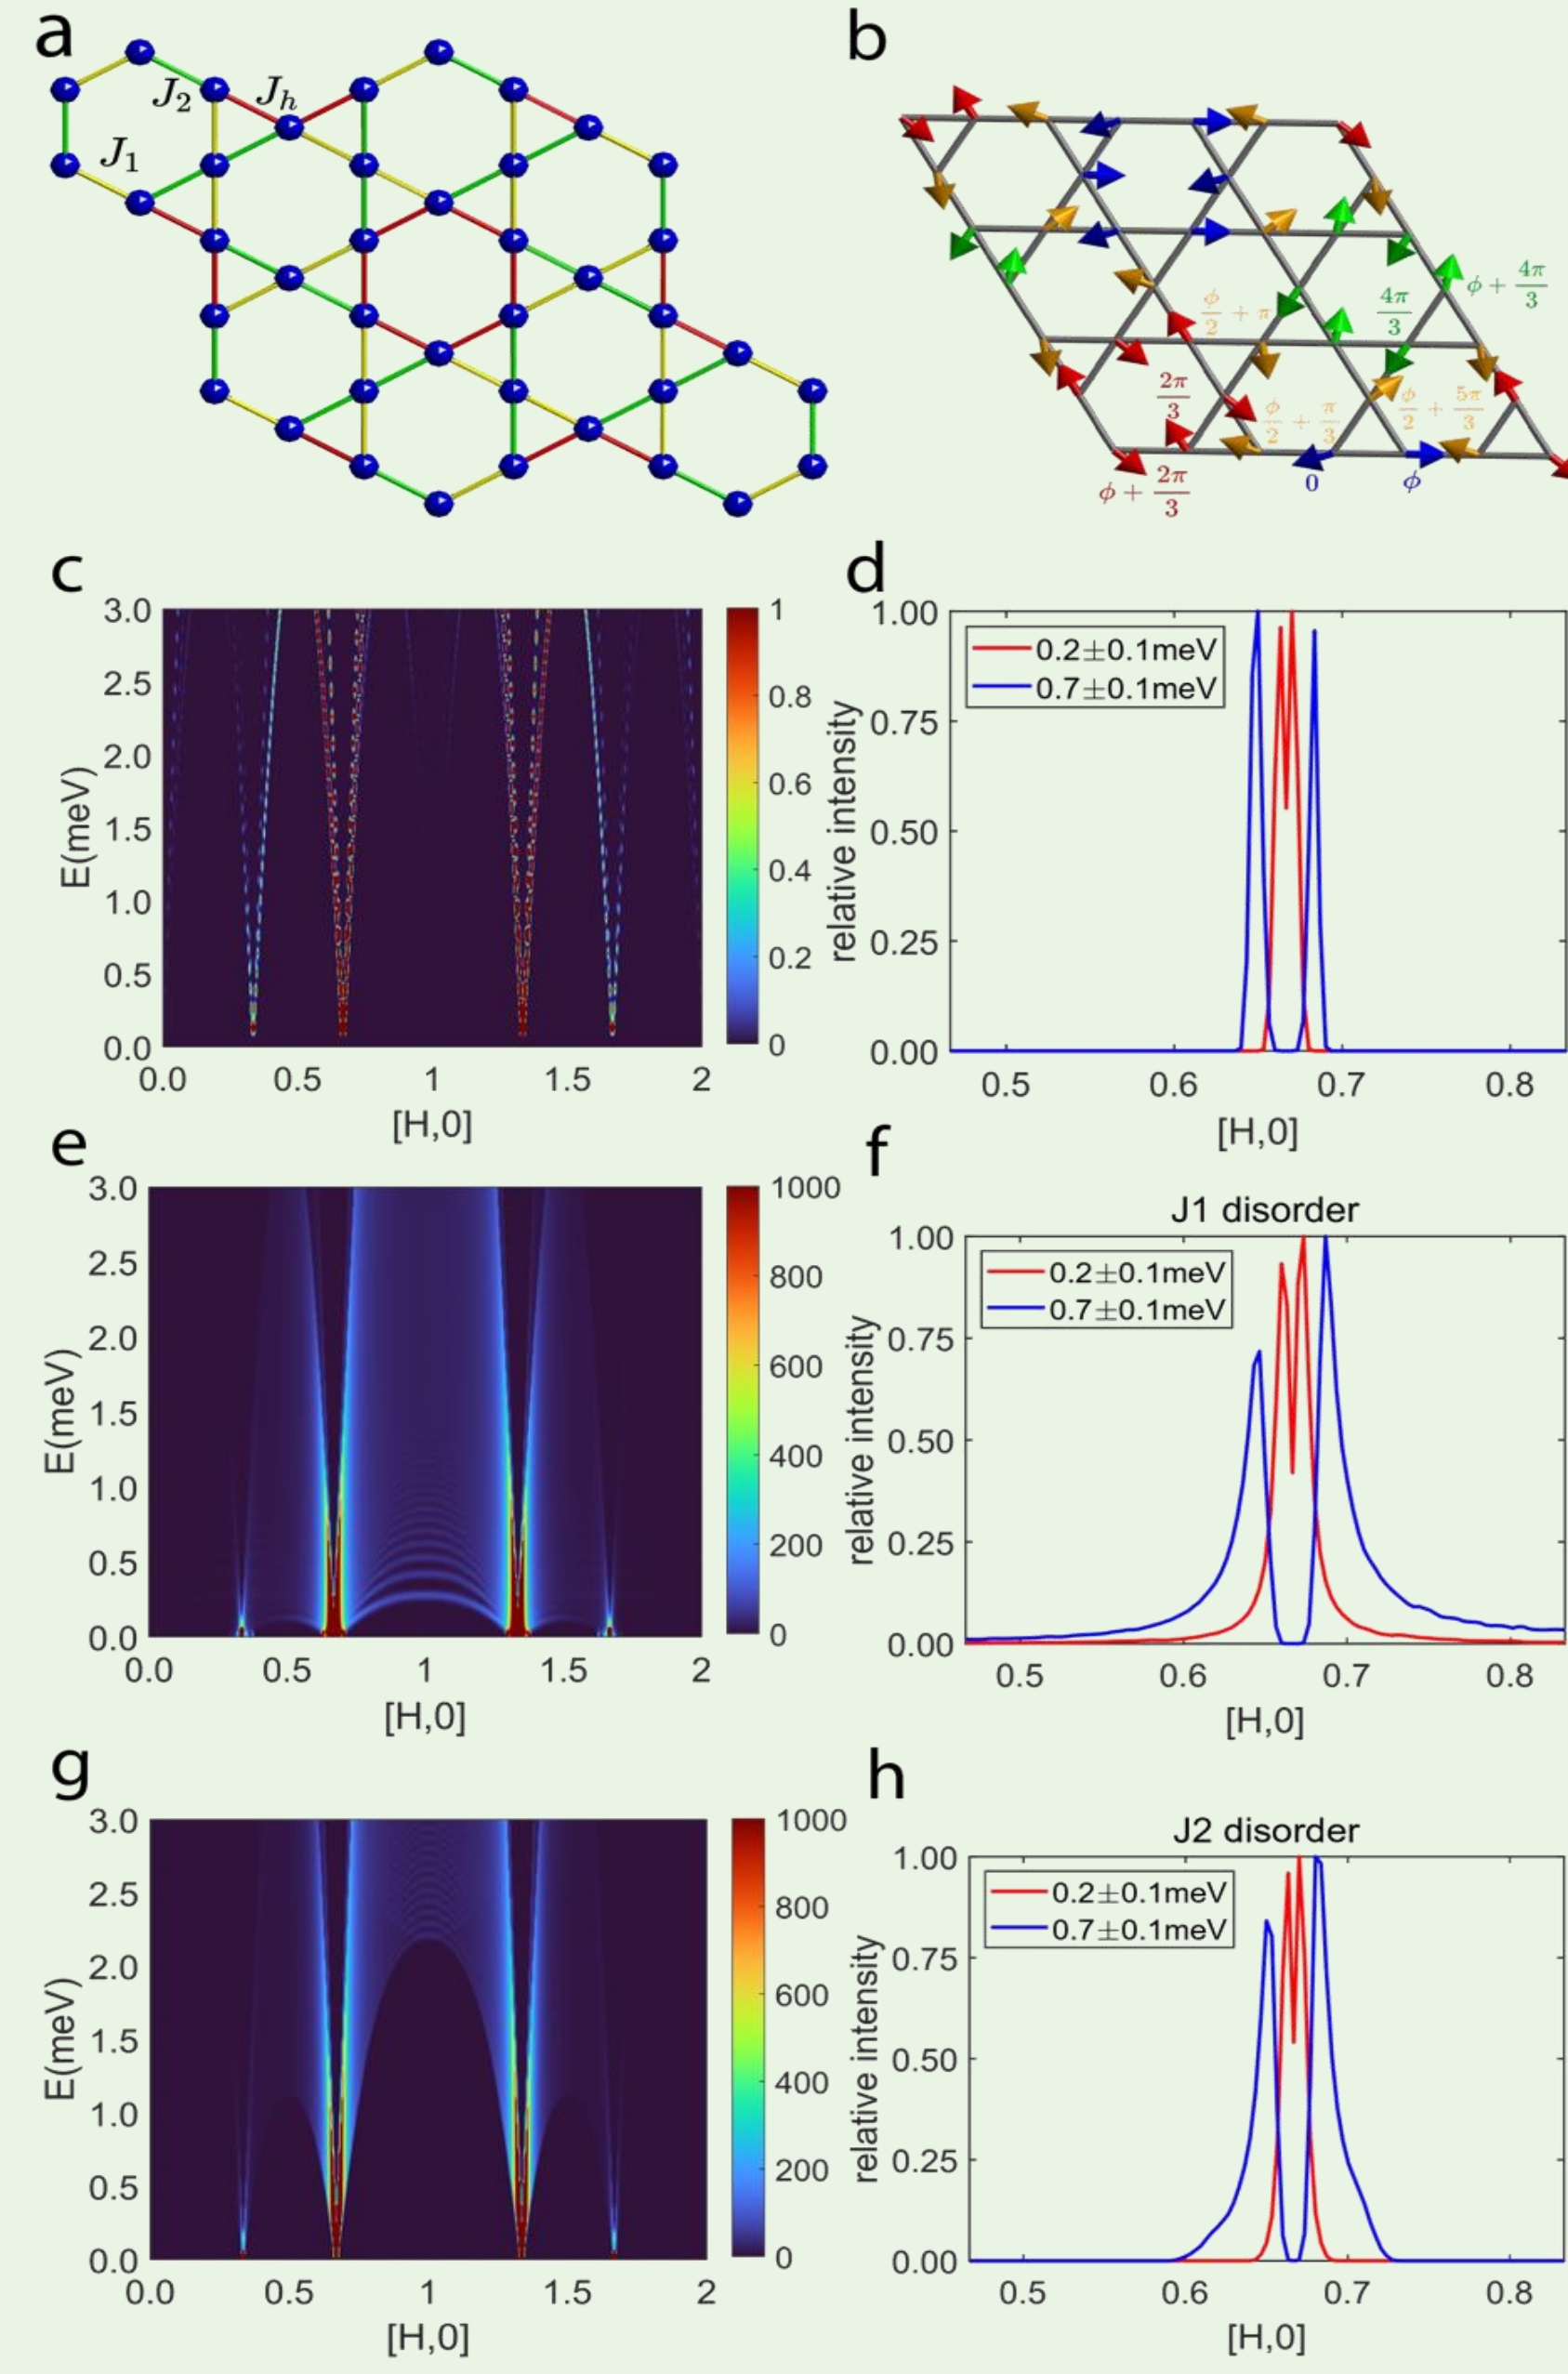 a
J_2
J_h
J_1
b
ϕ/2 + π
4π/3
ϕ + 4π/3
2π/3
ϕ/2 + π/3
ϕ/2 + 5π/3
ϕ + 2π/3
0
ϕ
c
3.0
2.5
2.0
1.5
1.0
0.5
0.0
E(meV)
0.0 0.5 1 1.5 2
[H,0]
1
0.8
0.6
0.4
0.2
0
d
1.00
0.75
0.50
0.25
0.00
relative intensity
0.2±0.1meV
0.7±0.1meV
0.5 0.6 0.7 0.8
[H,0]
e
3.0
2.5
2.0
1.5
1.0
0.5
0.0
E(meV)
0.0 0.5 1 1.5 2
[H,0]
1000
800
600
400
200
0
f
J1 disorder
1.00
0.75
0.50
0.25
0.00
relative intensity
0.2±0.1meV
0.7±0.1meV
0.5 0.6 0.7 0.8
[H,0]
g
3.0
2.5
2.0
1.5
1.0
0.5
0.0
E(meV)
0.0 0.5 1 1.5 2
[H,0]
1000
800
600
400
200
0
h
J2 disorder
1.00
0.75
0.50
0.25
0.00
relative intensity
0.2±0.1meV
0.7±0.1meV
0.5 0.6 0.7 0.8
[H,0]